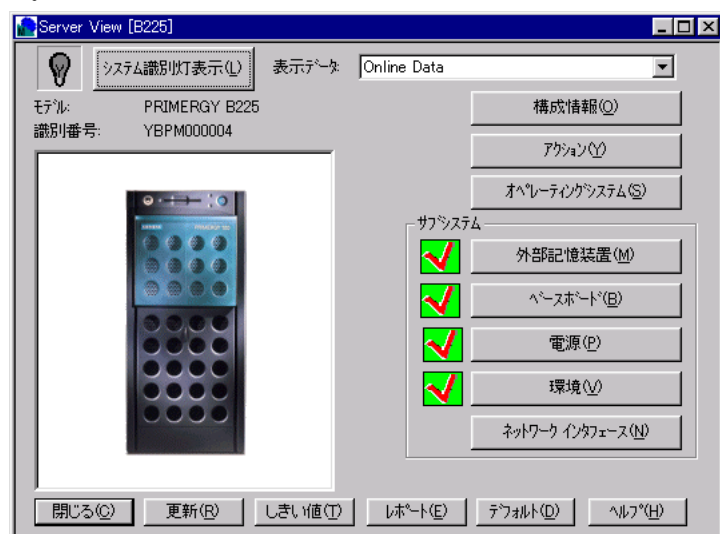 Server View [B225]
システム識別灯表示(L)
表示ﾃﾞｰﾀ:
Online Data
ﾓﾃﾞﾙ: PRIMERGY B225
識別番号: YBPM000004
構成情報(O)
ｱｸｼｮﾝ(Y)
ｵﾍﾟﾚｰﾃｨﾝｸﾞｼｽﾃﾑ(S)
ｻﾌﾞｼｽﾃﾑ
外部記憶装置(M)
ﾍﾞｰｽﾎﾞｰﾄﾞ(B)
電源(P)
環境(V)
ﾈｯﾄﾜｰｸ ｲﾝﾀﾌｪｰｽ(N)
閉じる(C)
更新(R)
しきい値(T)
ﾚﾎﾟｰﾄ(E)
ﾃﾞﾌｫﾙﾄ(D)
ﾍﾙﾌﾟ(H)